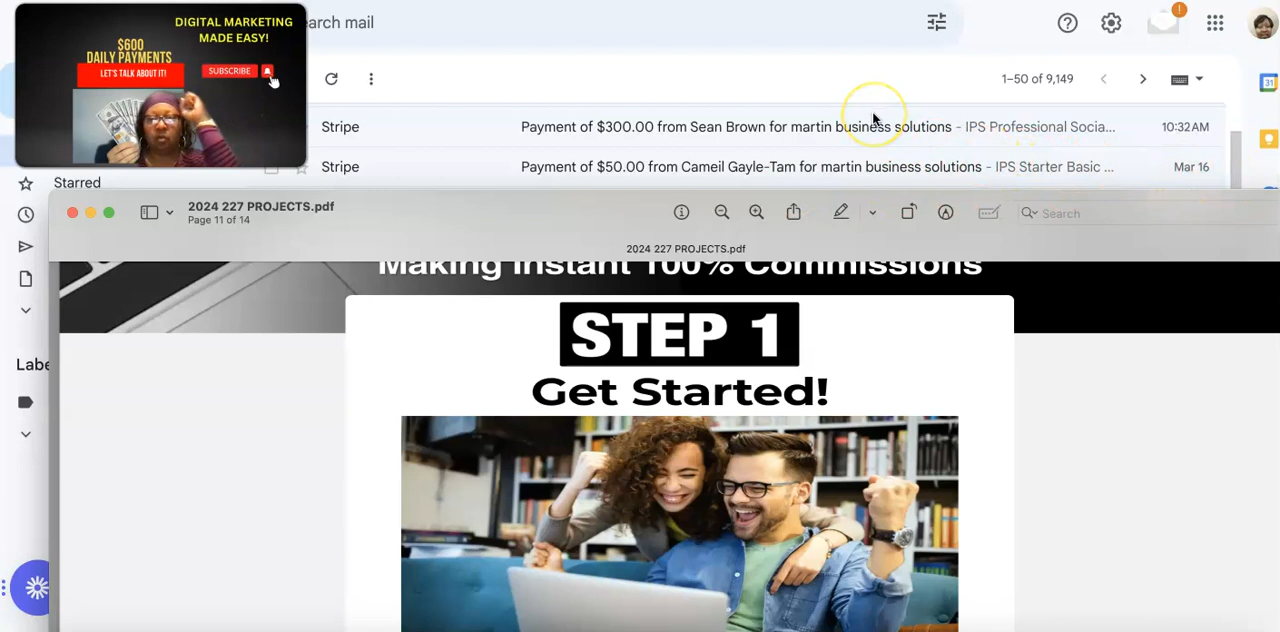 DIGITAL MARKETING
MADE EASY!
$600
DAILY PAYMENTS
LET'S TALK ABOUT IT!
SUBSCRIBE
arch mail
1–50 of 9,149
31
Stripe
Payment of $300.00 from Sean Brown for martin business solutions - IPS Professional Socia...
10:32AM
Stripe
Payment of $50.00 from Cameil Gayle-Tam for martin business solutions - IPS Starter Basic ...
Mar 16
Starred
2024 227 PROJECTS.pdf
Page 11 of 14
Search
2024 227 PROJECTS.pdf
Making Instant 100% Commissions
STEP 1
Get Started!
Labe